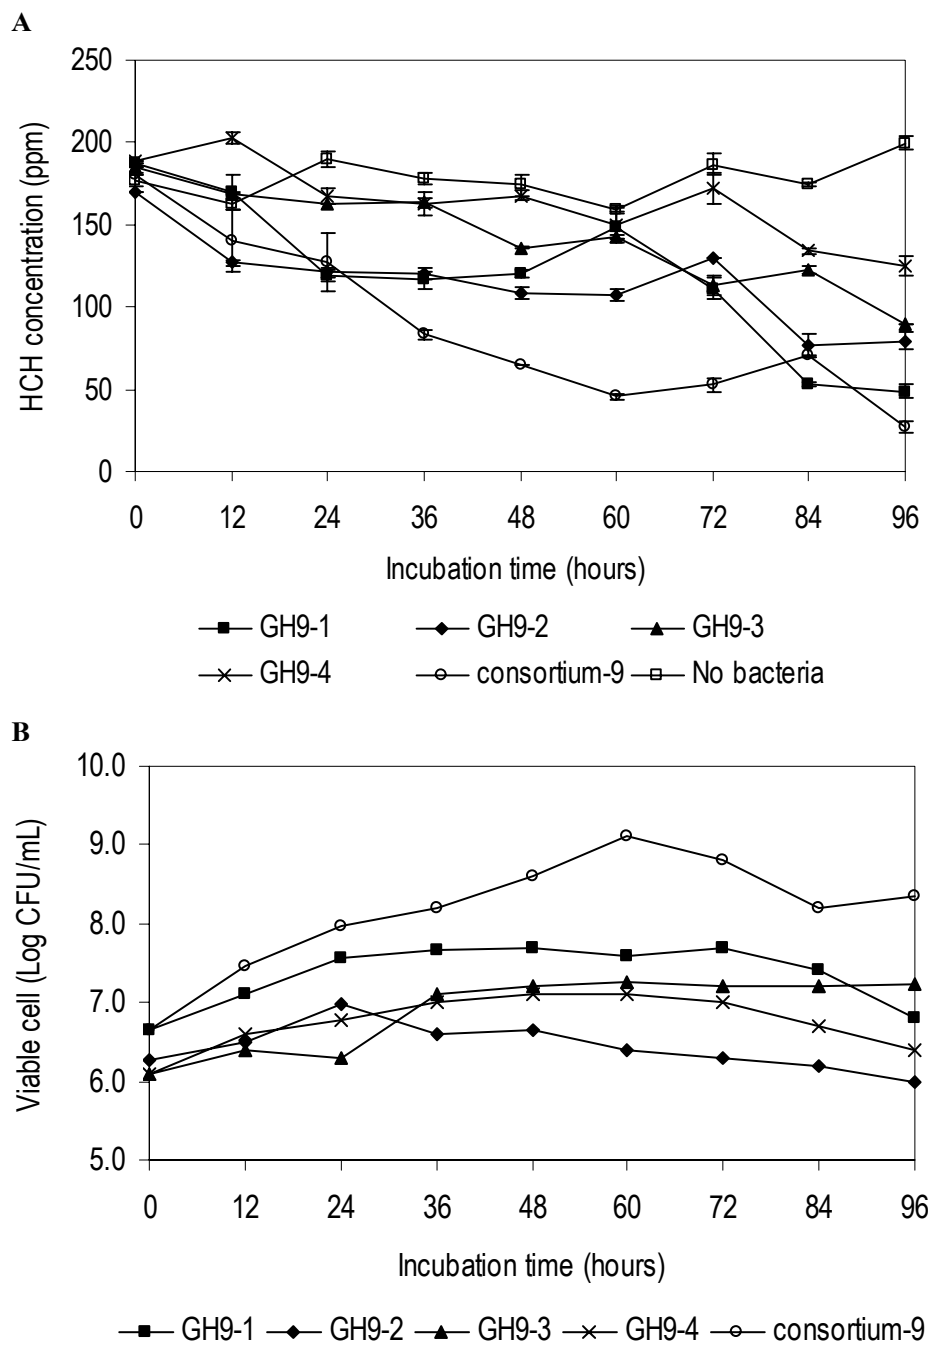 A
250
200
150
100
50
0
HCH concentration (ppm)
0 12 24 36 48 60 72 84 96
Incubation time (hours)
GH9-1 GH9-2 GH9-3
GH9-4 consortium-9 No bacteria
B
10.0
9.0
8.0
7.0
6.0
5.0
Viable cell (Log CFU/mL)
0 12 24 36 48 60 72 84 96
Incubation time (hours)
GH9-1 GH9-2 GH9-3 GH9-4 consortium-9